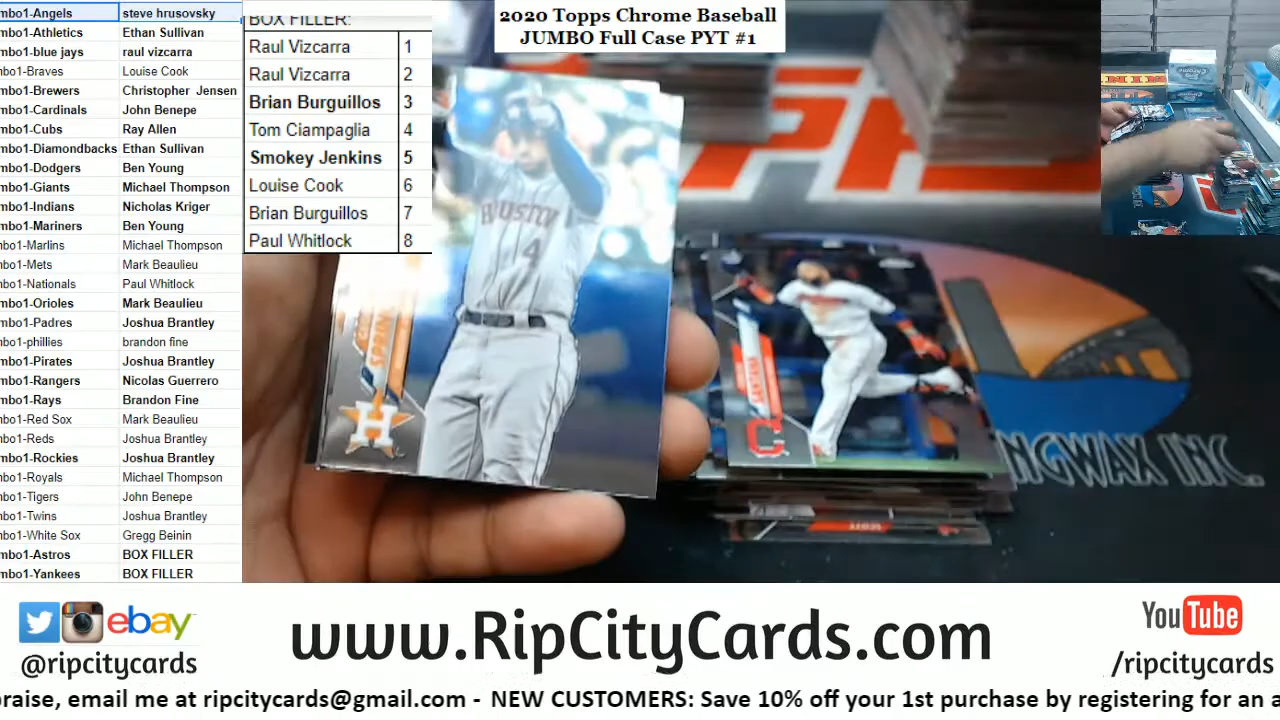 mbo1-Angels steve hrusovsky
mbo1-Athletics Ethan Sullivan
mbo1-blue jays raul vizcarra
mbo1-Braves Louise Cook
mbo1-Brewers Christopher Jensen
mbo1-Cardinals John Benepe
mbo1-Cubs Ray Allen
mbo1-Diamondbacks Ethan Sullivan
mbo1-Dodgers Ben Young
mbo1-Giants Michael Thompson
mbo1-Indians Nicholas Kriger
mbo1-Mariners Ben Young
mbo1-Marlins Michael Thompson
mbo1-Mets Mark Beaulieu
mbo1-Nationals Paul Whitlock
mbo1-Orioles Mark Beaulieu
mbo1-Padres Joshua Brantley
mbo1-phillies brandon fine
mbo1-Pirates Joshua Brantley
mbo1-Rangers Nicolas Guerrero
mbo1-Rays Brandon Fine
mbo1-Red Sox Mark Beaulieu
mbo1-Reds Joshua Brantley
mbo1-Rockies Joshua Brantley
mbo1-Royals Michael Thompson
mbo1-Tigers John Benepe
mbo1-Twins Joshua Brantley
mbo1-White Sox Gregg Beinin
mbo1-Astros BOX FILLER
mbo1-Yankees BOX FILLER
BOX FILLER:
Raul Vizcarra 1
Raul Vizcarra 2
Brian Burguillos 3
Tom Ciampaglia 4
Smokey Jenkins 5
Louise Cook 6
Brian Burguillos 7
Paul Whitlock 8
2020 Topps Chrome Baseball
JUMBO Full Case PYT #1
HOUSTON
4
H
SANTANA
C
NGWAX INC.
ebay
@ripcitycards
www.RipCityCards.com
YouTube
/ripcitycards
praise, email me at ripcitycards@gmail.com - NEW CUSTOMERS: Save 10% off your 1st purchase by registering for an a